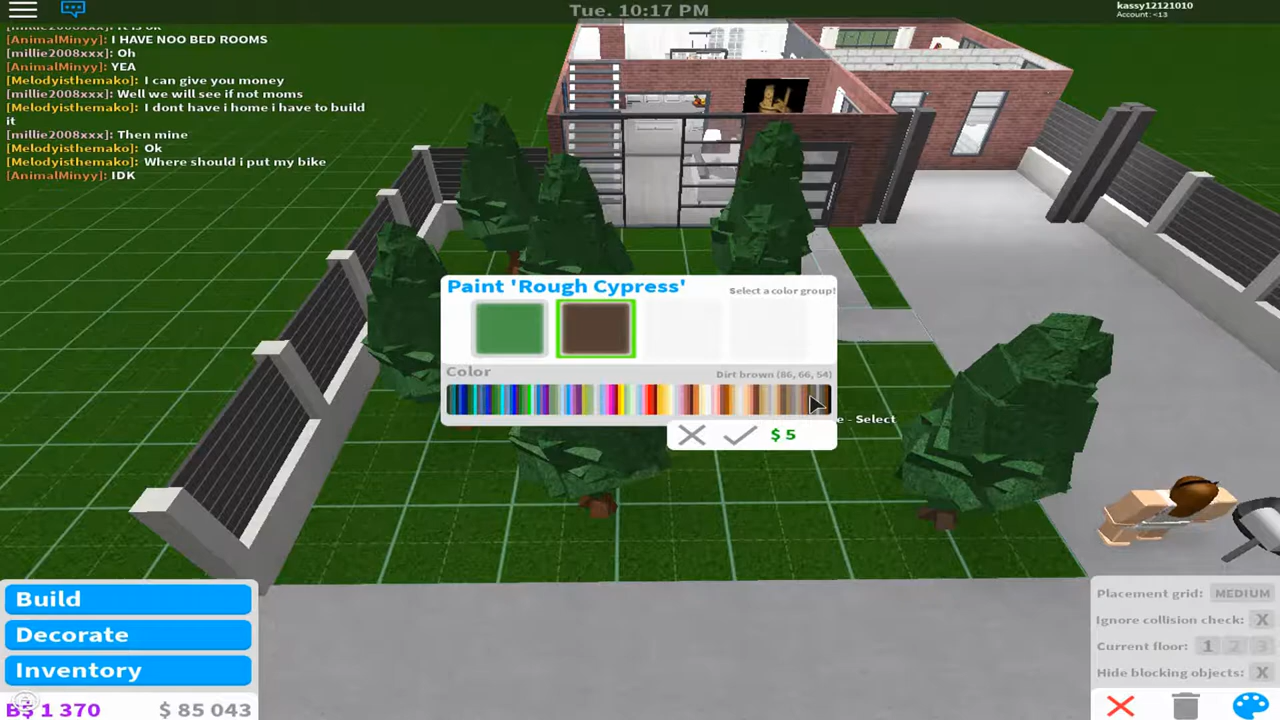 Tue. 10:17 PM
kassy12121010
Account: <13
[AnimalMinyy]: I HAVE NOO BED ROOMS
[millie2008xxx]: Oh
[AnimalMinyy]: YEA
[Melodyisthemako]: I can give you money
[millie2008xxx]: Well we will see if not moms
[Melodyisthemako]: I dont have i home i have to build
it
[millie2008xxx]: Then mine
[Melodyisthemako]: Ok
[Melodyisthemako]: Where should i put my bike
[AnimalMinyy]: IDK
Paint 'Rough Cypress'
Select a color group!
Color
Dirt brown (86, 66, 54)
e - Select
$ 5
Build
Decorate
Inventory
B$ 1 370
$ 85 043
Placement grid: MEDIUM
Ignore collision check: X
Current floor: 1 2 3
Hide blocking objects: X